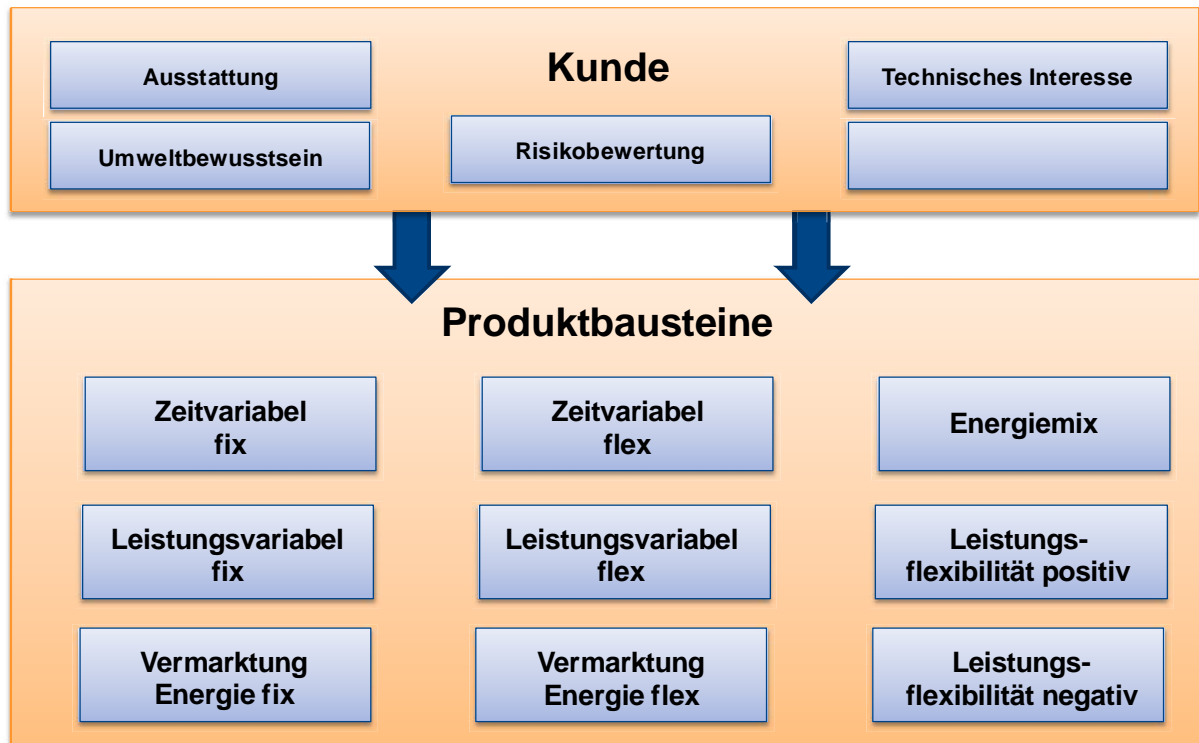 Kunde
Ausstattung
Technisches Interesse
Umweltbewusstsein
Risikobewertung
Produktbausteine
Zeitvariabel
fix
Zeitvariabel
flex
Energiemix
Leistungsvariabel
fix
Leistungsvariabel
flex
Leistungs-
flexibilität positiv
Vermarktung
Energie fix
Vermarktung
Energie flex
Leistungs-
flexibilität negativ